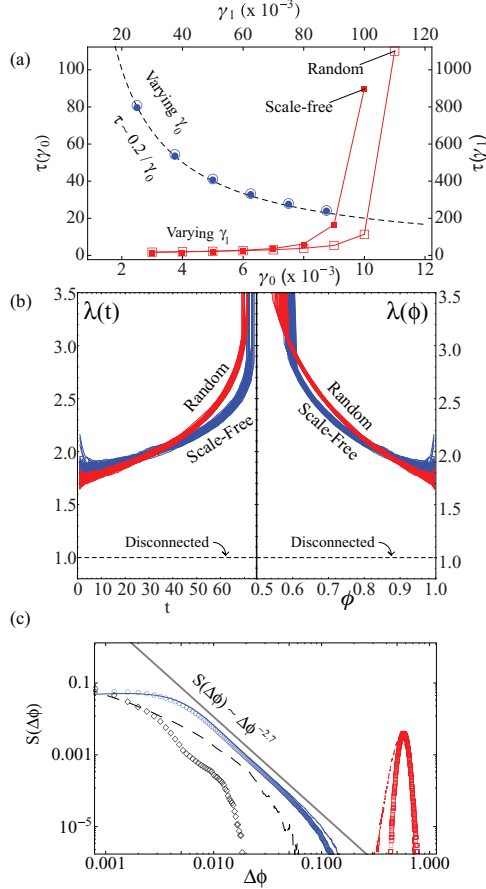 γ₁ (x 10⁻³)
20 40 60 80 100 120
(a)
100
80
60
40
20
0
τ(γ₀)
1000
800
600
400
200
0
τ(γ₁)
Random
Scale-free
Varying γ₀
τ ~ 0.2 / γ₀
Varying γ₁
2 4 6 8 10 12
γ₀ (x 10⁻³)
(b)
3.5
3.0
2.5
2.0
1.5
1.0
λ(t)
Random
Scale-Free
Disconnected
0 10 20 30 40 50 60
t
λ(ϕ)
Random
Scale-Free
Disconnected
3.5
3.0
2.5
2.0
1.5
1.0
0.5 0.6 0.7 0.8 0.9 1.0
ϕ
(c)
S(Δϕ)
0.1
0.001
10⁻⁵
S(Δϕ) ~ Δϕ⁻²·⁷
0.001 0.010 0.100 1.000
Δϕ